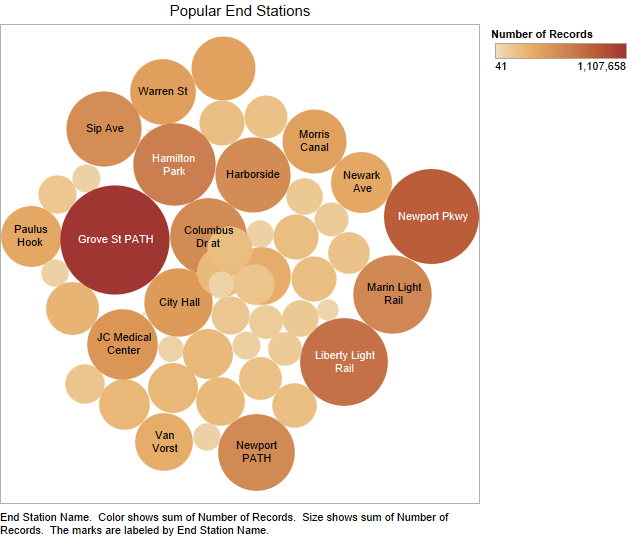 Popular End Stations
Number of Records
41 1,107,658
Warren St
Sip Ave
Morris
Canal
Hamilton
Park
Harborside
Newark
Ave
Newport Pkwy
Paulus
Hook
Grove St PATH
Columbus
Dr at
Marin Light
Rail
City Hall
JC Medical
Center
Liberty Light
Rail
Van
Vorst
Newport
PATH
End Station Name. Color shows sum of Number of Records. Size shows sum of Number of
Records. The marks are labeled by End Station Name.